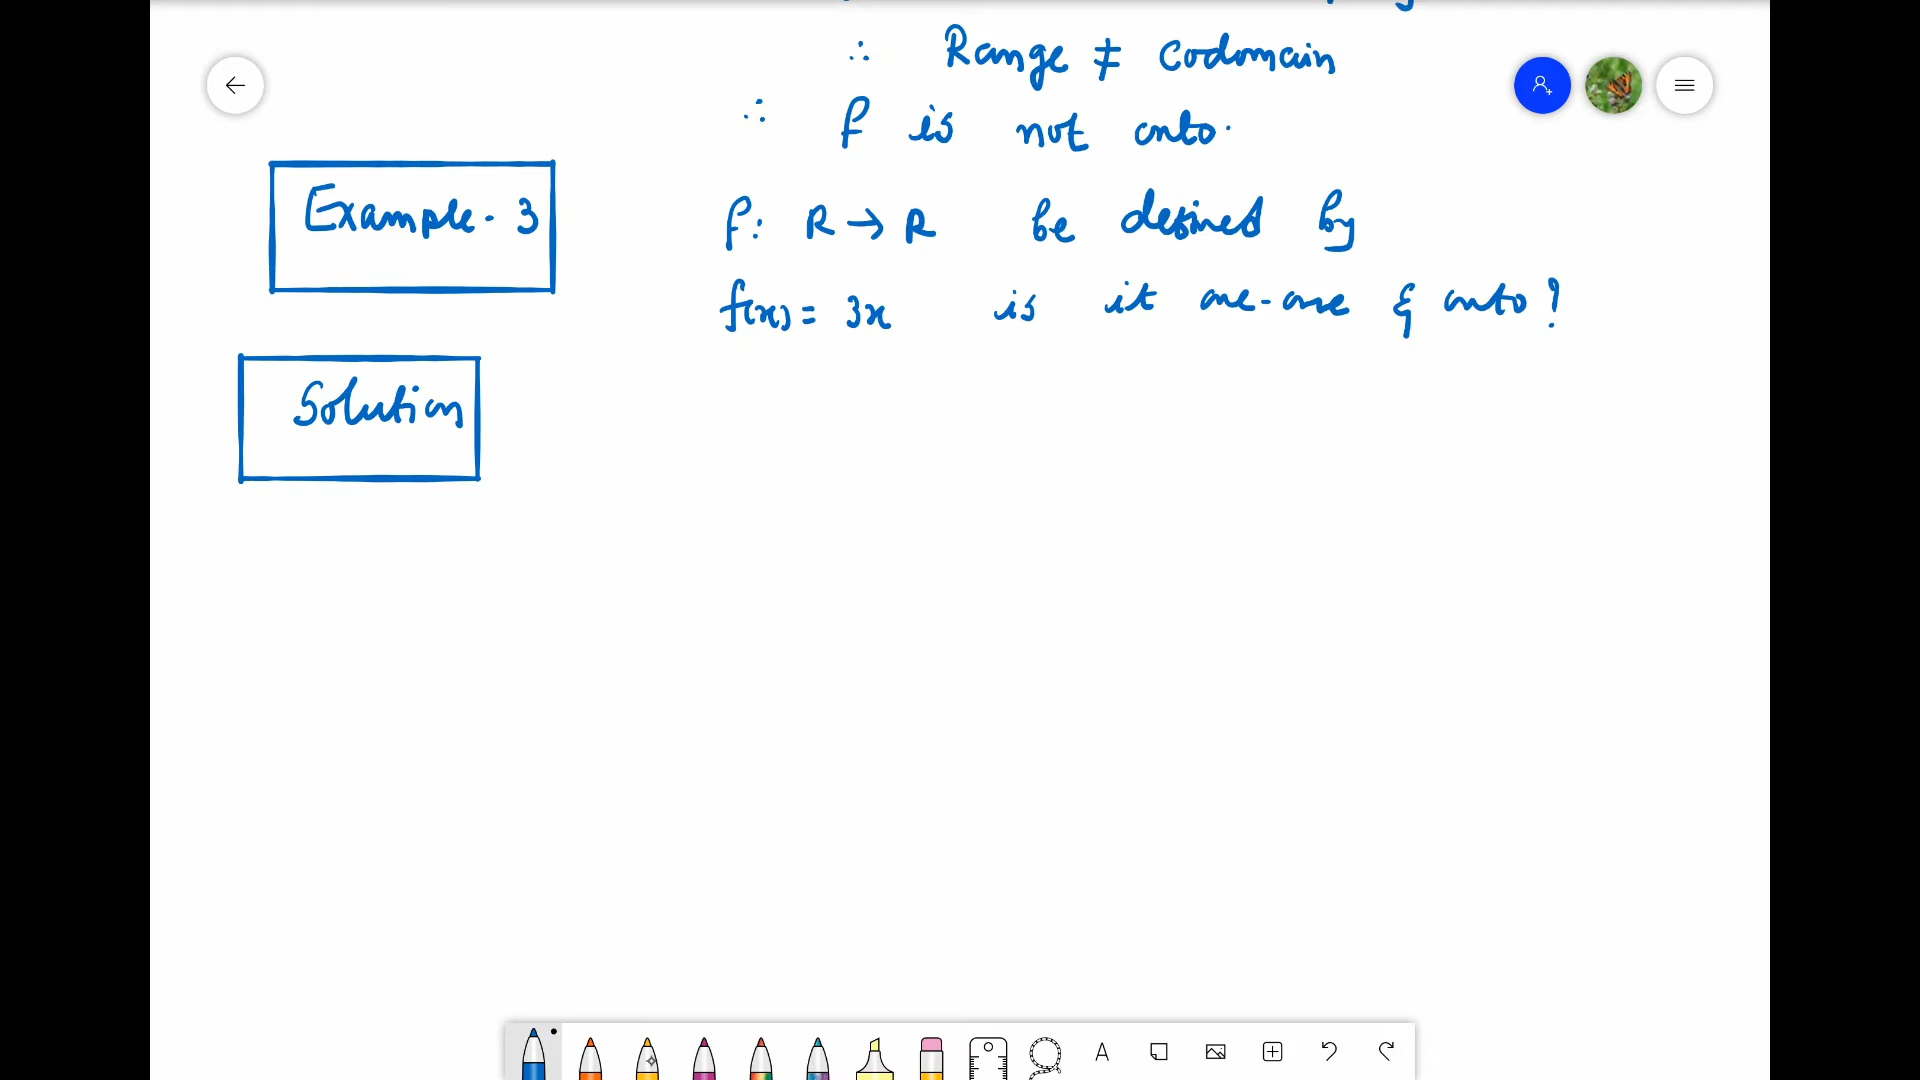 ∴ Range ≠ codomain
∴ f is not onto.
Example-3
f: R → R be defined by
f(x) = 3x is it one-one & onto?
Solution
A